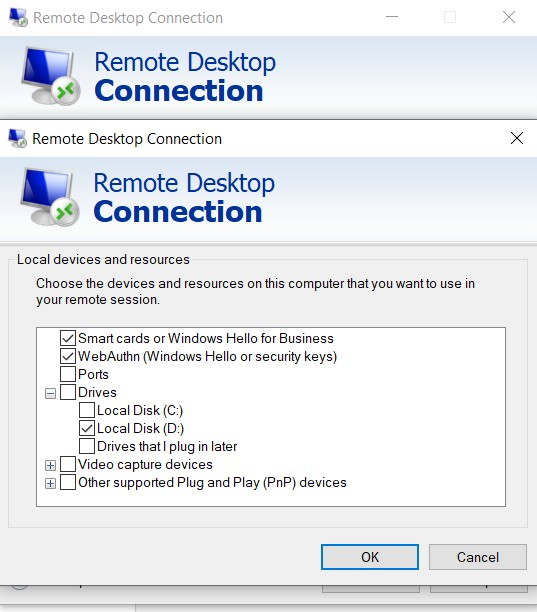 Remote Desktop Connection
Remote Desktop
Connection
Remote Desktop Connection
Remote Desktop
Connection
Local devices and resources
Choose the devices and resources on this computer that you want to use in
your remote session.
Smart cards or Windows Hello for Business
WebAuthn (Windows Hello or security keys)
Ports
Drives
Local Disk (C:)
Local Disk (D:)
Drives that I plug in later
Video capture devices
Other supported Plug and Play (PnP) devices
OK
Cancel